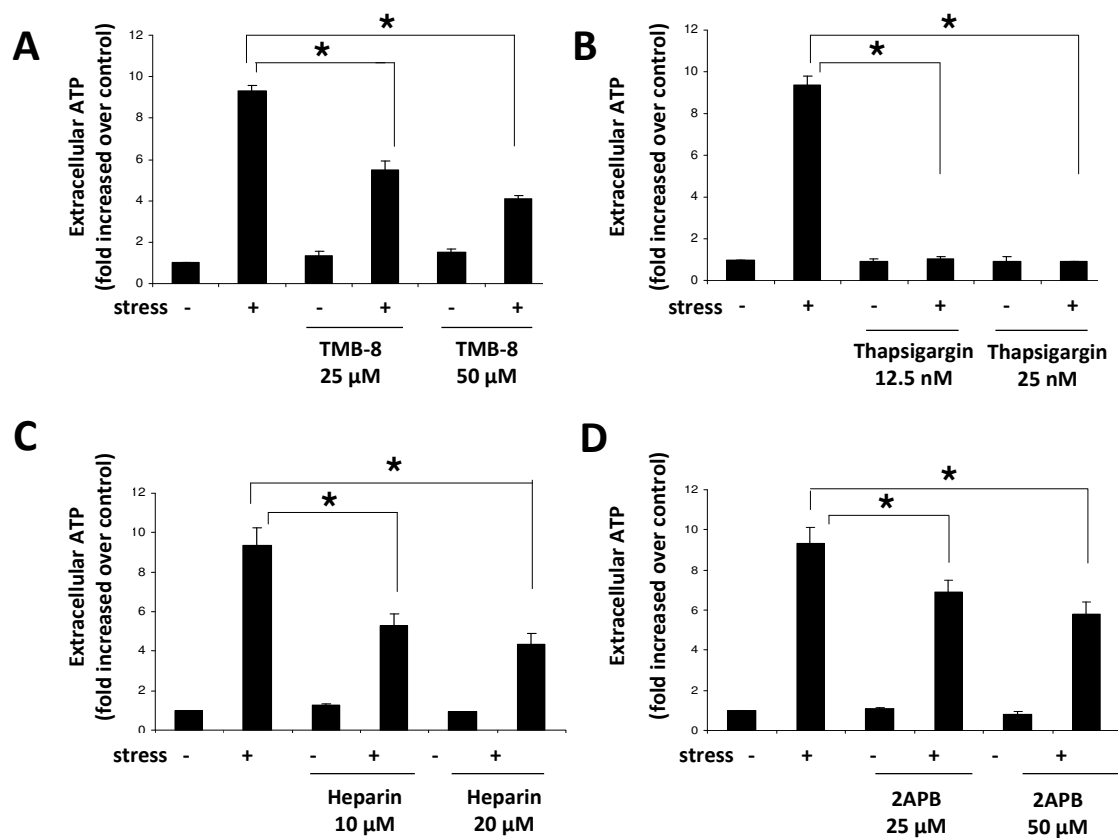 A
Extracellular ATP
(fold increased over control)
12
10
8
6
4
2
0
*
*
stress - + - + - +
TMB-8 TMB-8
25 µM 50 µM
B
Extracellular ATP
(fold increased over control)
12
10
8
6
4
2
0
*
*
stress - + - + - +
Thapsigargin Thapsigargin
12.5 nM 25 nM
C
Extracellular ATP
(fold increased over control)
12
10
8
6
4
2
0
*
*
stress - + - + - +
Heparin Heparin
10 µM 20 µM
D
Extracellular ATP
(fold increased over control)
12
10
8
6
4
2
0
*
*
stress - + - + - +
2APB 2APB
25 µM 50 µM